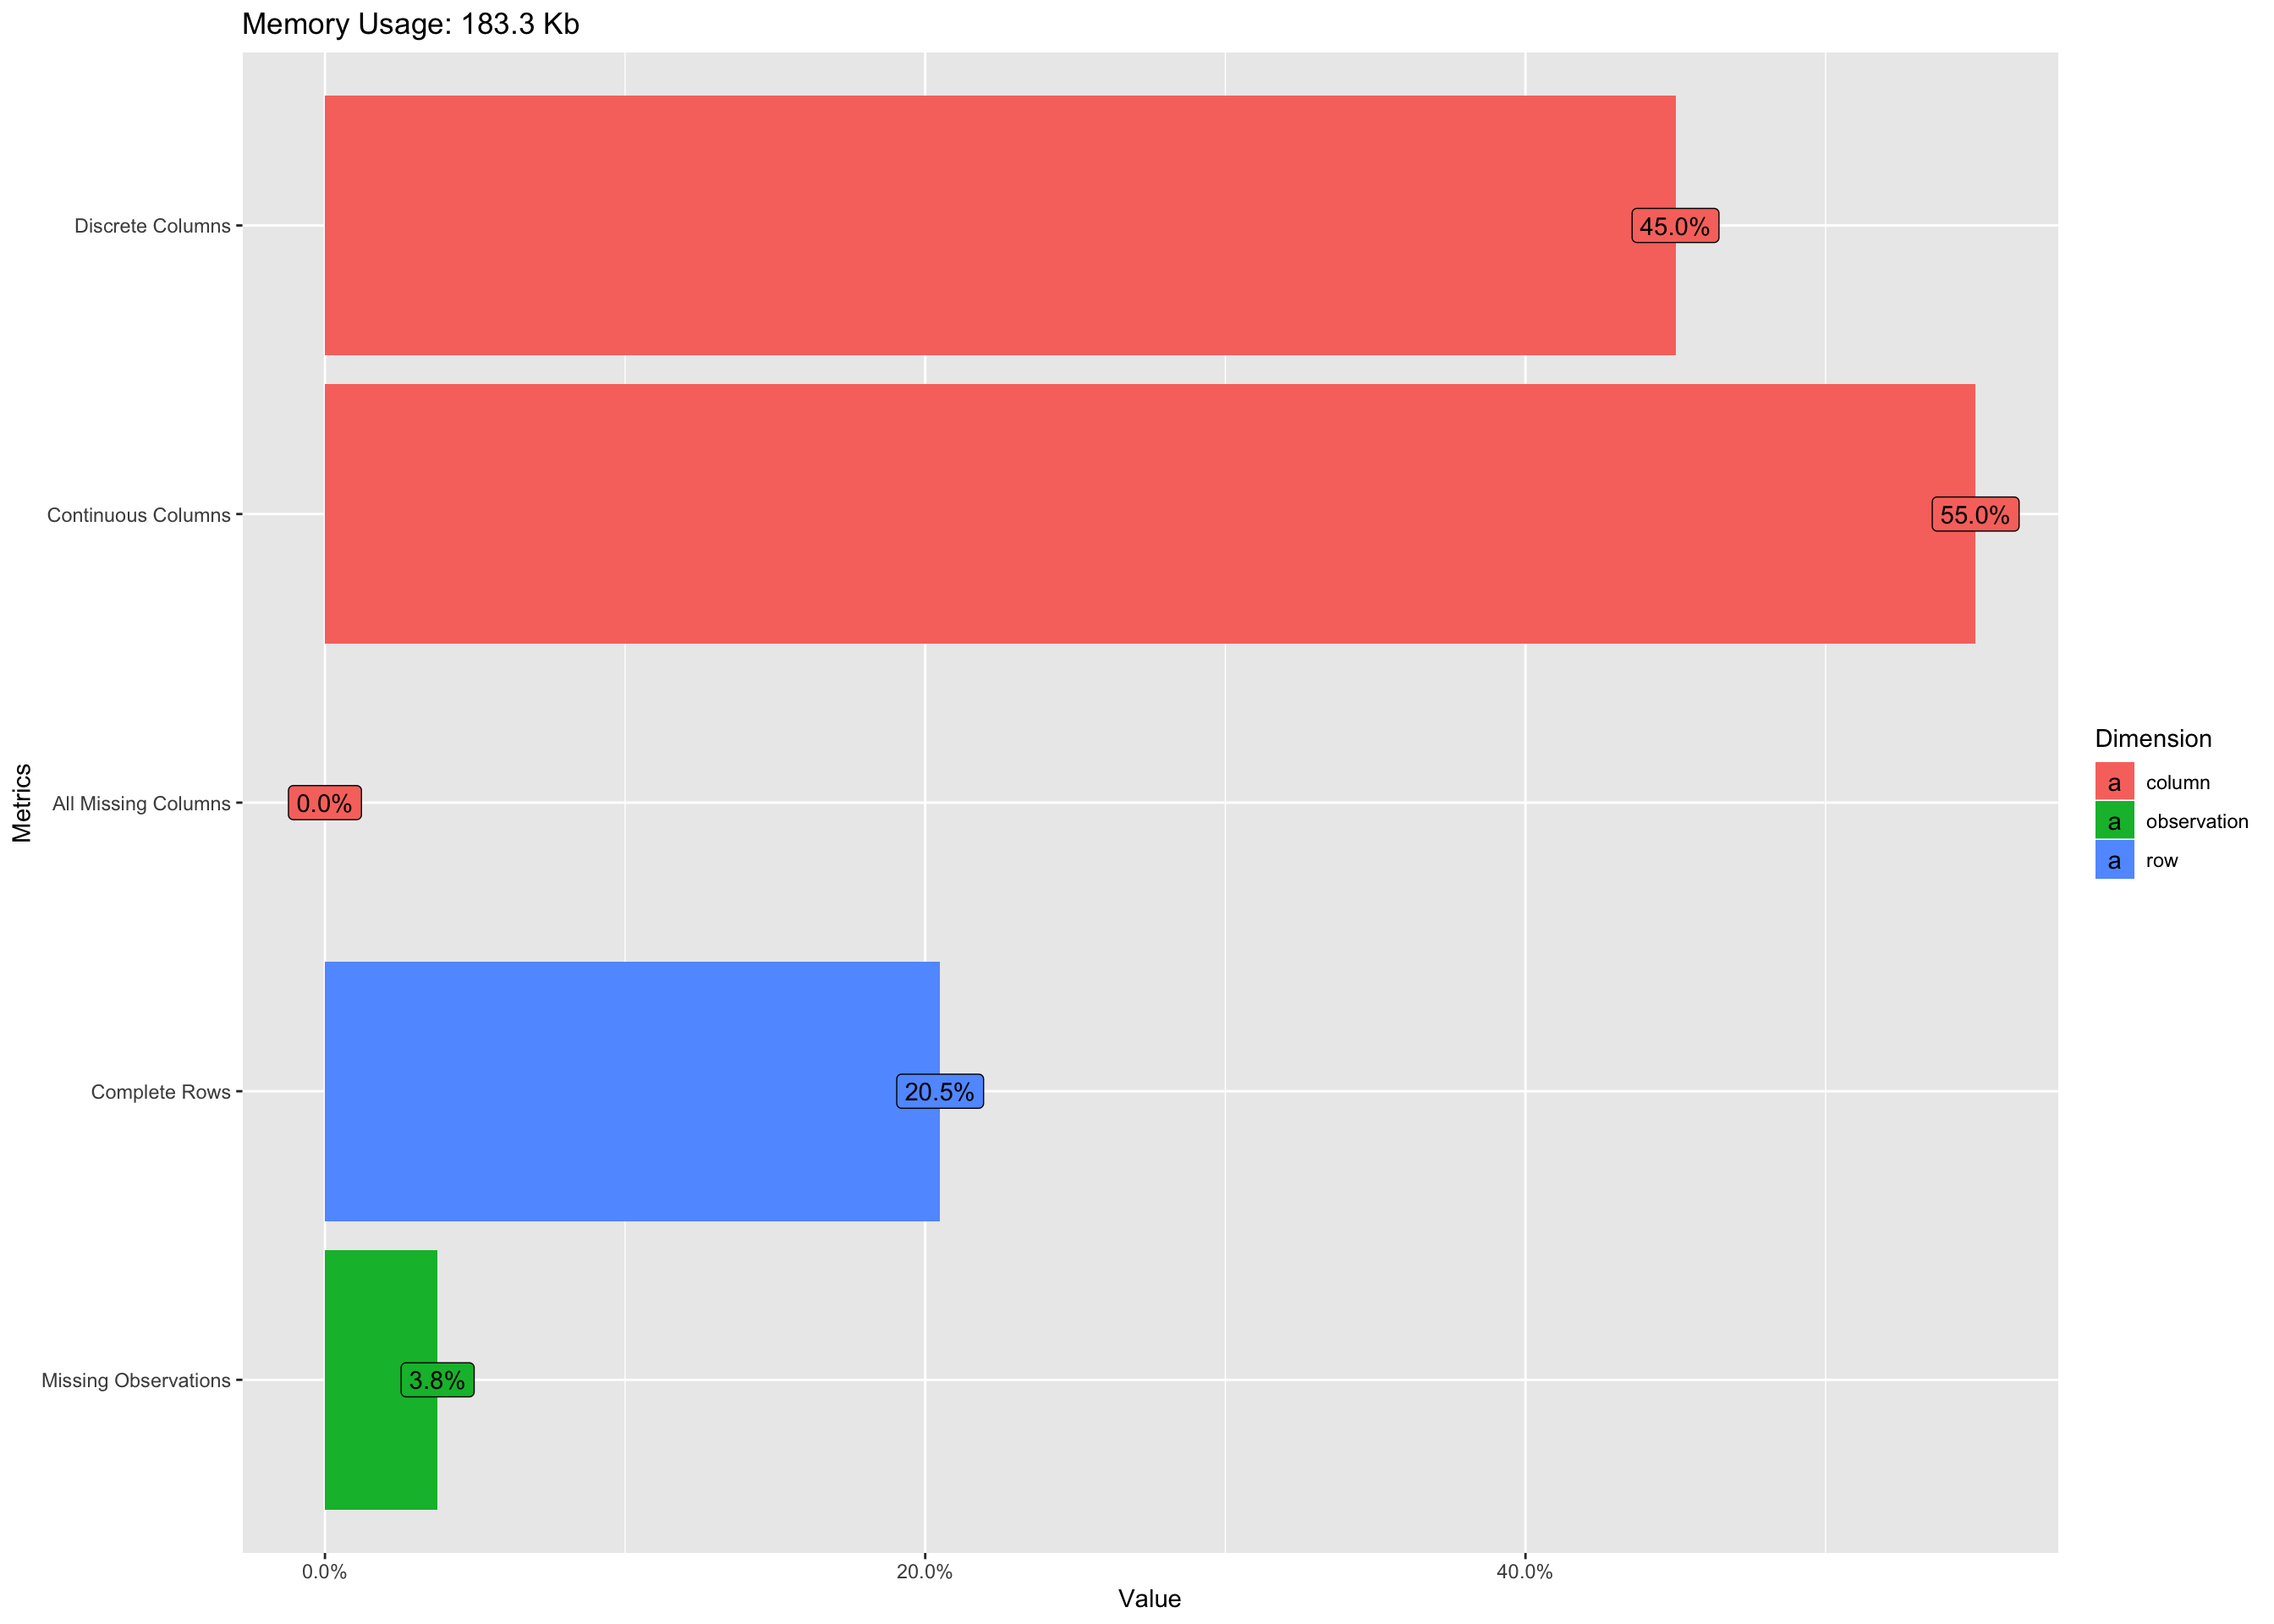 Memory Usage: 183.3 Kb
Discrete Columns
45.0%
Continuous Columns
55.0%
All Missing Columns
0.0%
Complete Rows
20.5%
Missing Observations
3.8%
Metrics
0.0%
20.0%
40.0%
Value
Dimension
a column
a observation
a row